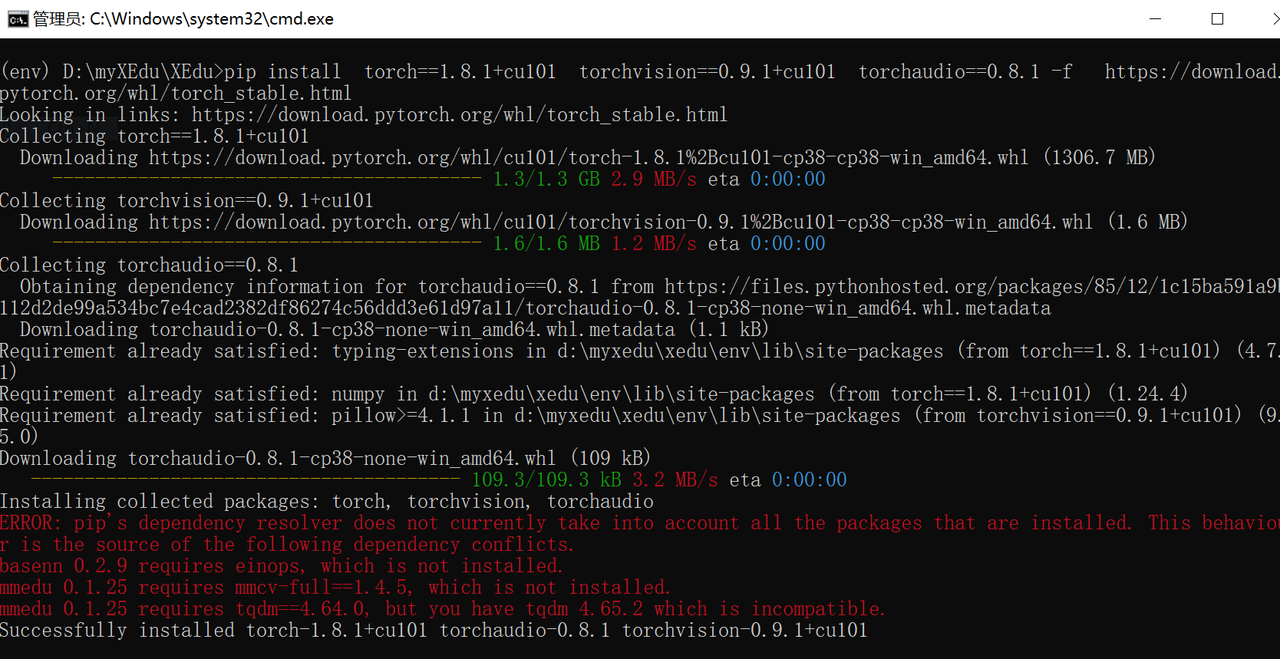 管理员: C:\Windows\system32\cmd.exe
(env) D:\myXEdu\XEdu>pip install  torch==1.8.1+cu101  torchvision==0.9.1+cu101  torchaudio==0.8.1 -f   https://download.
pytorch.org/whl/torch_stable.html
Looking in links: https://download.pytorch.org/whl/torch_stable.html
Collecting torch==1.8.1+cu101
  Downloading https://download.pytorch.org/whl/cu101/torch-1.8.1%2Bcu101-cp38-cp38-win_amd64.whl (1306.7 MB)
     ---------------------------------------- 1.3/1.3 GB 2.9 MB/s eta 0:00:00
Collecting torchvision==0.9.1+cu101
  Downloading https://download.pytorch.org/whl/cu101/torchvision-0.9.1%2Bcu101-cp38-cp38-win_amd64.whl (1.6 MB)
     ---------------------------------------- 1.6/1.6 MB 1.2 MB/s eta 0:00:00
Collecting torchaudio==0.8.1
  Obtaining dependency information for torchaudio==0.8.1 from https://files.pythonhosted.org/packages/85/12/1c15ba591a9b
112d2de99a534bc7e4cad2382df86274c56ddd3e61d97a11/torchaudio-0.8.1-cp38-none-win_amd64.whl.metadata
  Downloading torchaudio-0.8.1-cp38-none-win_amd64.whl.metadata (1.1 kB)
Requirement already satisfied: typing-extensions in d:\myxedu\xedu\env\lib\site-packages (from torch==1.8.1+cu101) (4.7.
1)
Requirement already satisfied: numpy in d:\myxedu\xedu\env\lib\site-packages (from torch==1.8.1+cu101) (1.24.4)
Requirement already satisfied: pillow>=4.1.1 in d:\myxedu\xedu\env\lib\site-packages (from torchvision==0.9.1+cu101) (9.
5.0)
Downloading torchaudio-0.8.1-cp38-none-win_amd64.whl (109 kB)
   ---------------------------------------- 109.3/109.3 kB 3.2 MB/s eta 0:00:00
Installing collected packages: torch, torchvision, torchaudio
ERROR: pip's dependency resolver does not currently take into account all the packages that are installed. This behaviou
r is the source of the following dependency conflicts.
basenn 0.2.9 requires einops, which is not installed.
mmedu 0.1.25 requires mmcv-full==1.4.5, which is not installed.
mmedu 0.1.25 requires tqdm==4.64.0, but you have tqdm 4.65.2 which is incompatible.
Successfully installed torch-1.8.1+cu101 torchaudio-0.8.1 torchvision-0.9.1+cu101